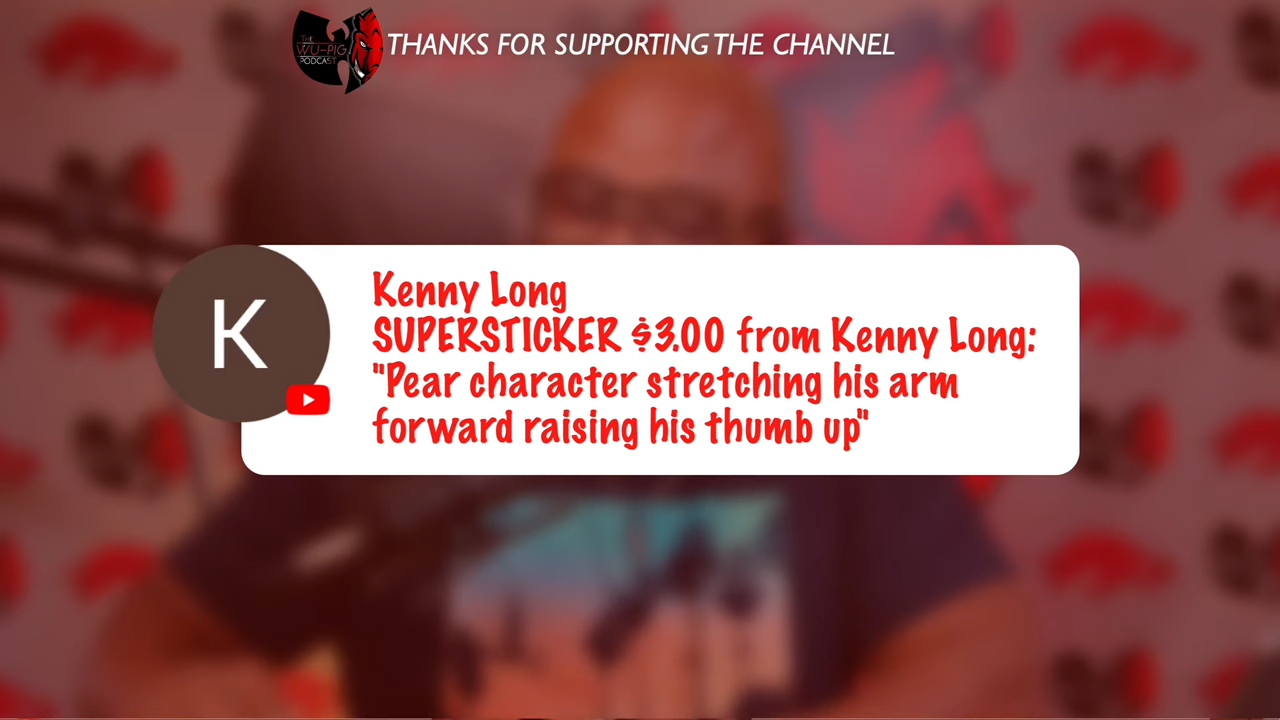 THE
WU-PIG
PODCAST
THANKS FOR SUPPORTING THE CHANNEL
K
Kenny Long
SUPERSTICKER $3.00 from Kenny Long:
"Pear character stretching his arm
forward raising his thumb up"